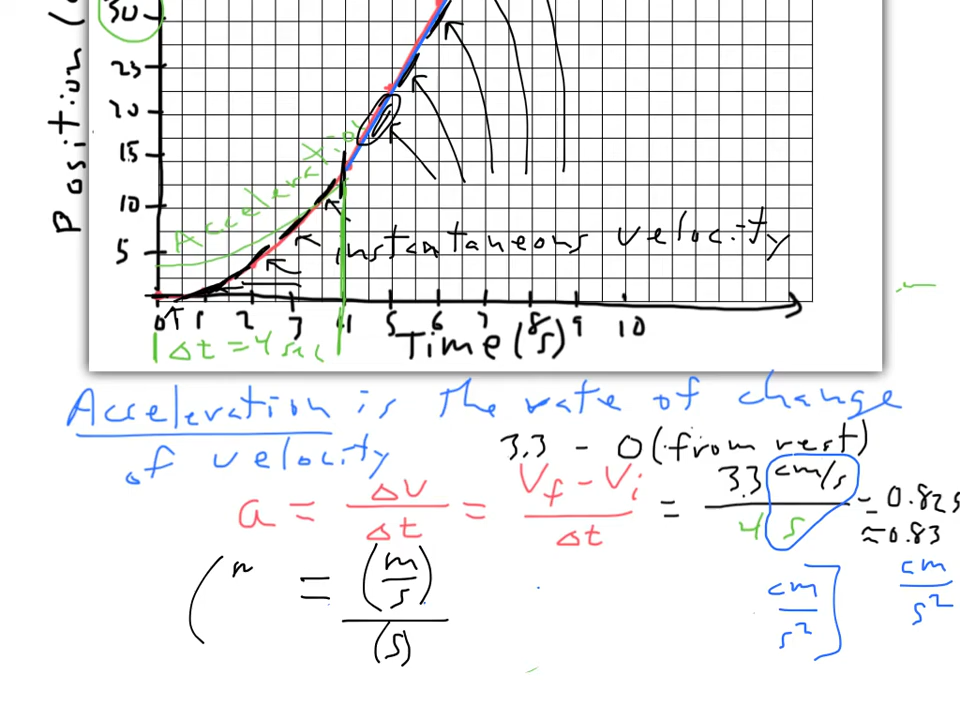 Position (
30
25
20
15
10
5
Acceleration
instantaneous velocity
0 1 2 3 4 5 6 7 8 9 10
Δt = 4 sec
Time (s)
Acceleration is the rate of change
of velocity
3.3 - 0 (from rest)
a = Δv/Δt = Vf - Vi/Δt = 3.3 cm/s / 4 s = 0.825
≈ 0.83
cm/s² ] cm/s²
( m = (m/s)/(s)